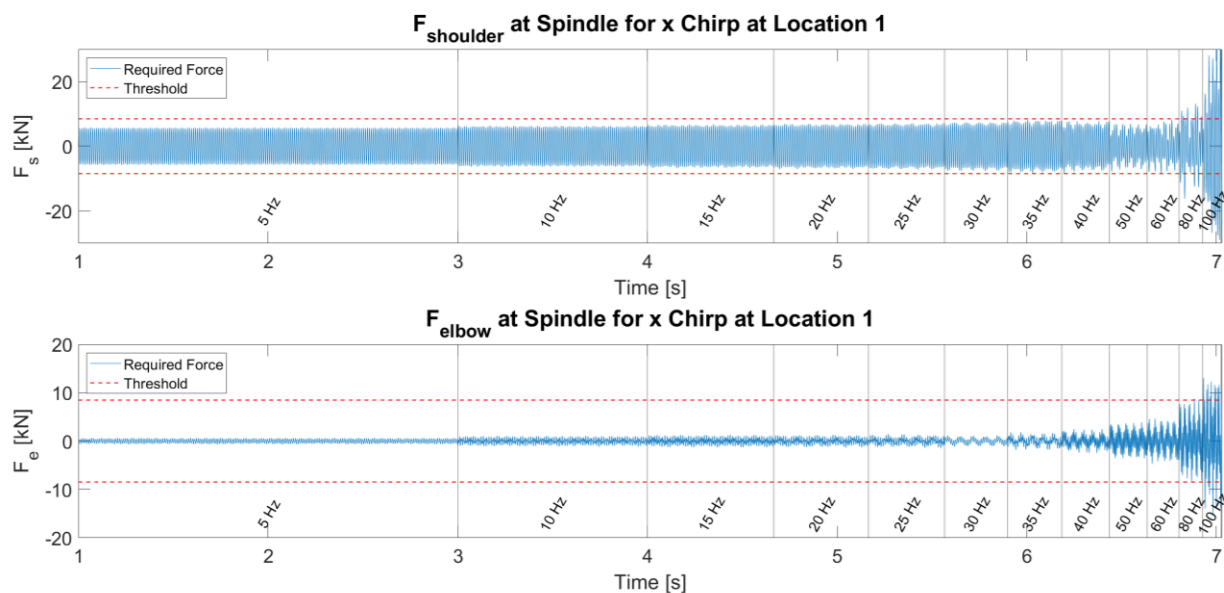 F_shoulder at Spindle for x Chirp at Location 1
Required Force
Threshold
F_s [kN]
20
0
-20
5 Hz
10 Hz
15 Hz
20 Hz
25 Hz
30 Hz
35 Hz
40 Hz
50 Hz
60 Hz
80 Hz
100 Hz
1 2 3 4 5 6 7
Time [s]
F_elbow at Spindle for x Chirp at Location 1
Required Force
Threshold
F_e [kN]
20
10
0
-10
-20
5 Hz
10 Hz
15 Hz
20 Hz
25 Hz
30 Hz
35 Hz
40 Hz
50 Hz
60 Hz
80 Hz
100 Hz
1 2 3 4 5 6 7
Time [s]